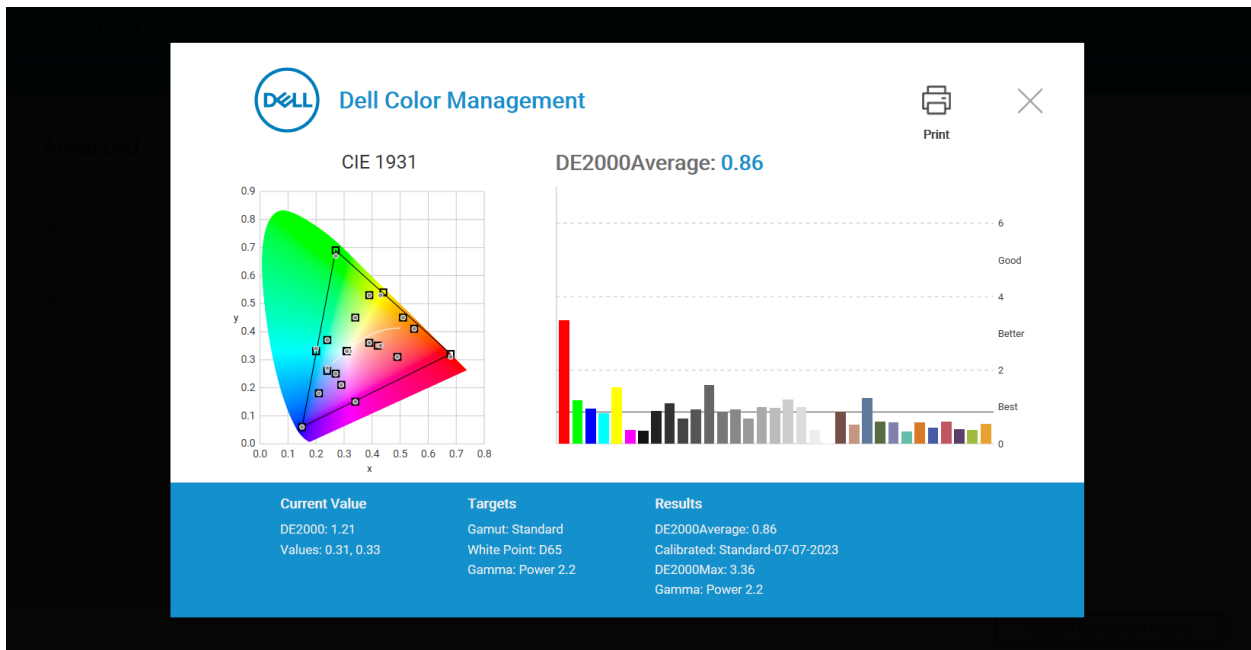 DELL
Dell Color Management
Print
Advanced
CIE 1931
DE2000Average: 0.86
0.9
0.8
0.7
0.6
0.5
0.4
0.3
0.2
0.1
0.0
y
0.0 0.1 0.2 0.3 0.4 0.5 0.6 0.7 0.8
x
6
Good
4
Better
2
Best
0
Current Value
DE2000: 1.21
Values: 0.31, 0.33
Targets
Gamut: Standard
White Point: D65
Gamma: Power 2.2
Results
DE2000Average: 0.86
Calibrated: Standard-07-07-2023
DE2000Max: 3.36
Gamma: Power 2.2